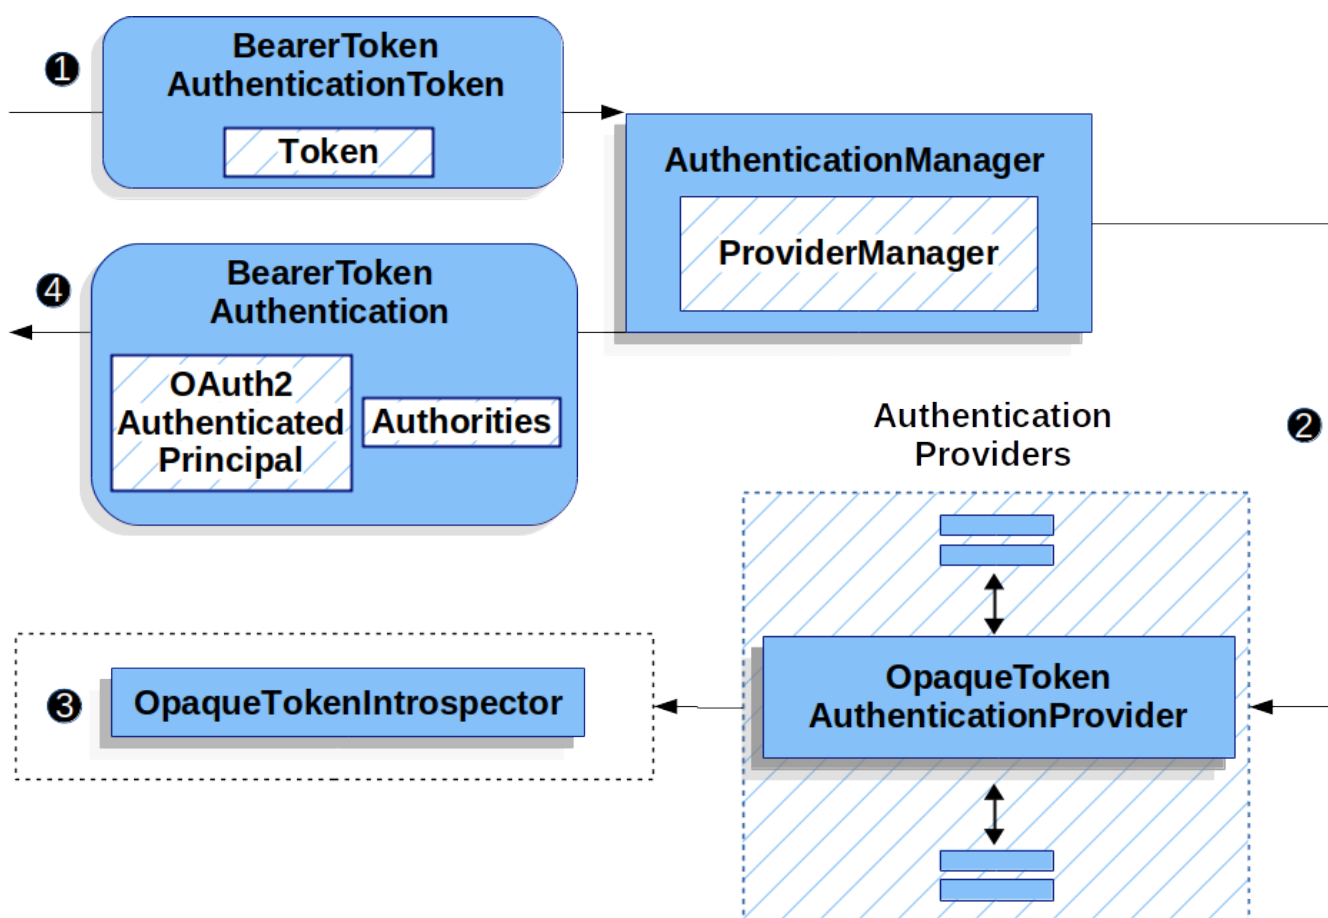 1
BearerToken
AuthenticationToken
Token
AuthenticationManager
ProviderManager
4
BearerToken
Authentication
OAuth2
Authenticated
Principal
Authorities
Authentication
Providers
2
3
OpaqueTokenIntrospector
OpaqueToken
AuthenticationProvider